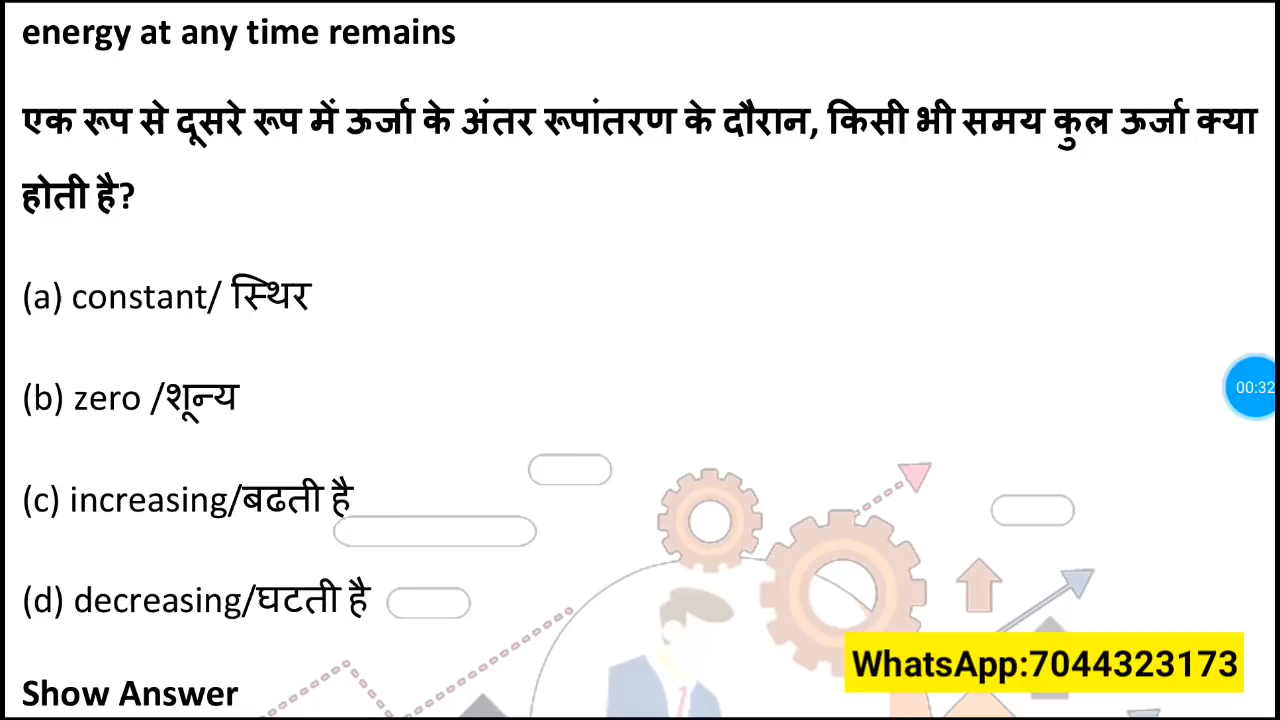 energy at any time remains
एक रूप से दूसरे रूप में ऊर्जा के अंतर रूपांतरण के दौरान, किसी भी समय कुल ऊर्जा क्या
होती है?
(a) constant/ स्थिर
(b) zero /शून्य
(c) increasing/बढती है
(d) decreasing/घटती है
Show Answer
00:32
WhatsApp:7044323173